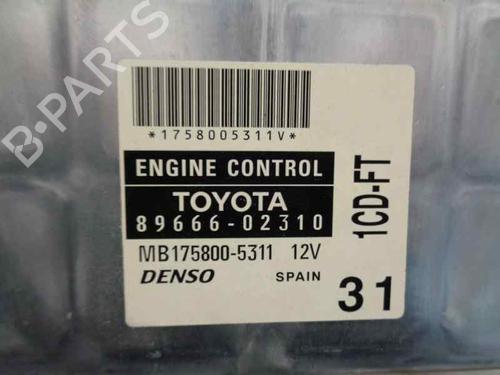 B-PARTS
*1758005311V*
ENGINE CONTROL
TOYOTA
89666-02310
MB175800-5311 12V
DENSO SPAIN
1CD-FT
31